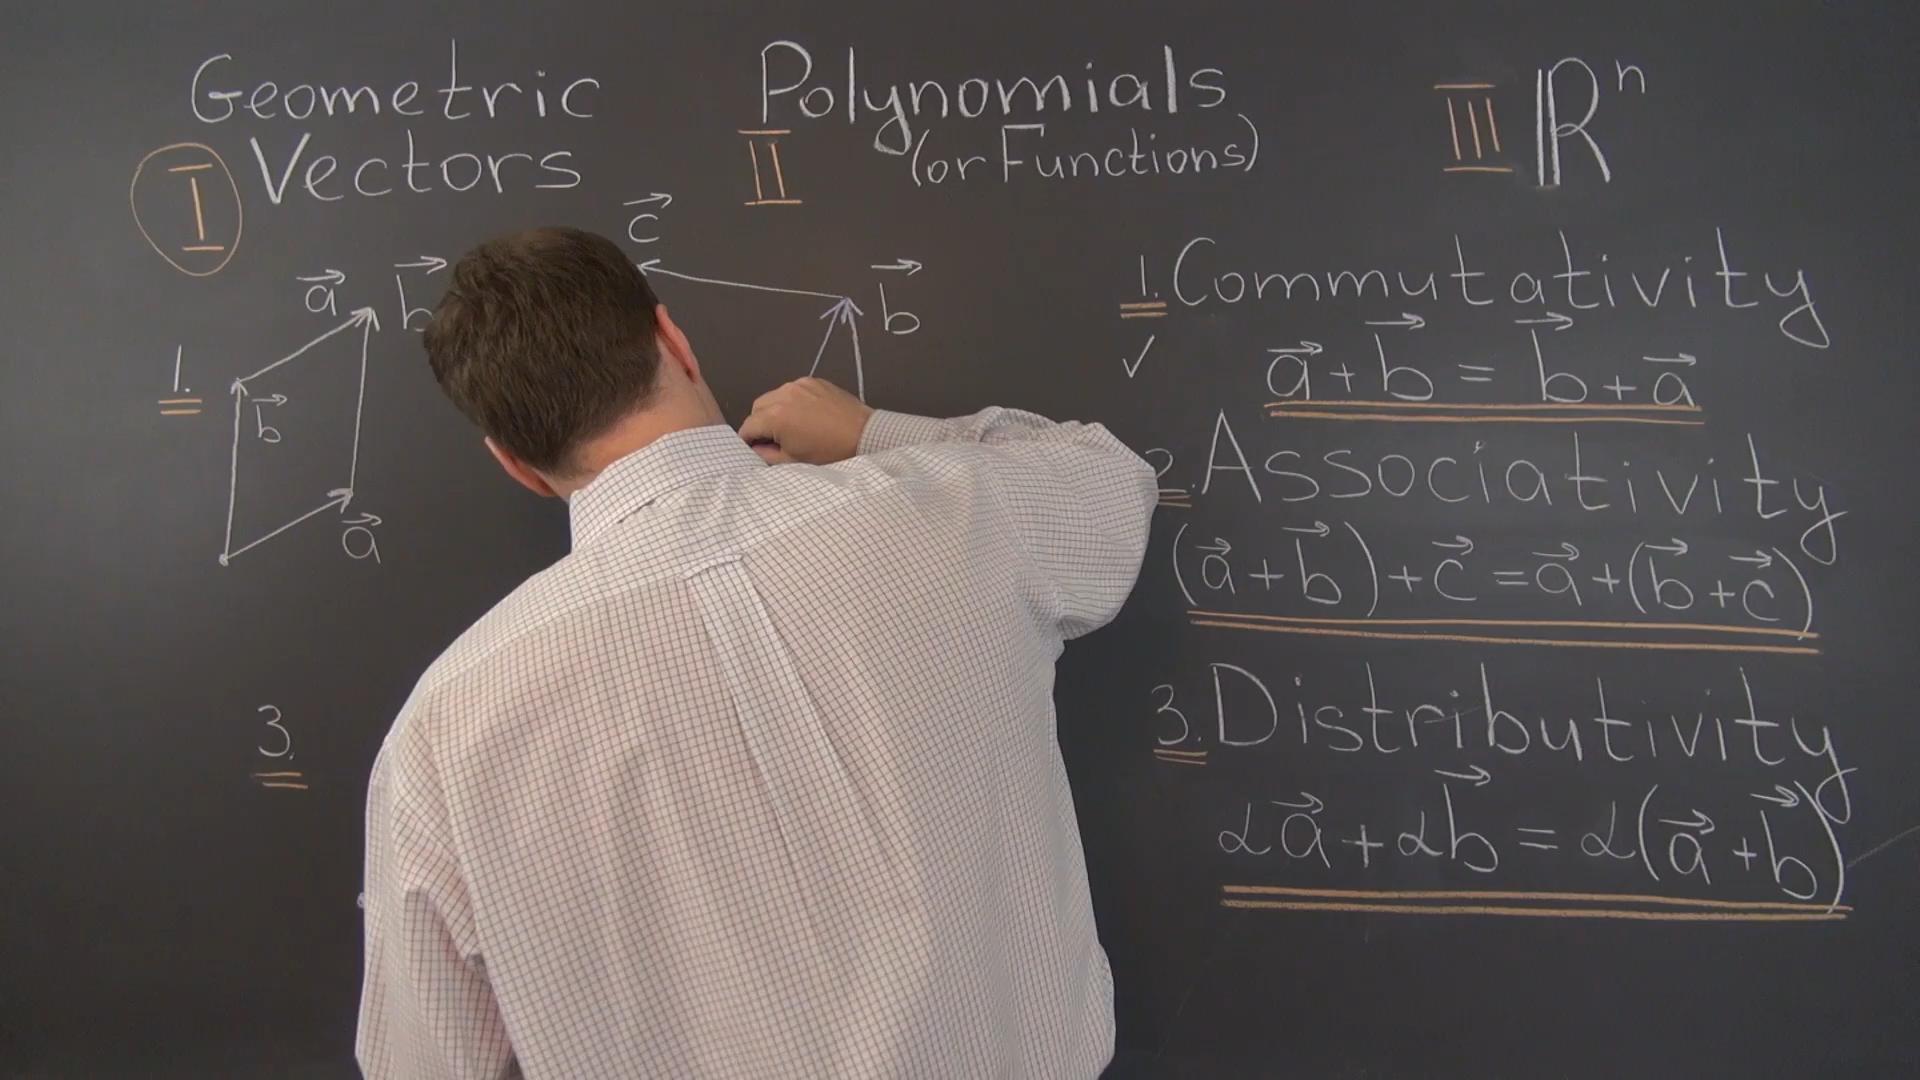 Geometric
I Vectors
Polynomials
II (or Functions)
III ℝⁿ
1.
a⃗
b⃗
b⃗
a⃗
c⃗
b⃗
3.
1. Commutativity
✓ a⃗ + b⃗ = b⃗ + a⃗
2. Associativity
(a⃗ + b⃗) + c⃗ = a⃗ + (b⃗ + c⃗)
3. Distributivity
αa⃗ + αb⃗ = α(a⃗ + b⃗)